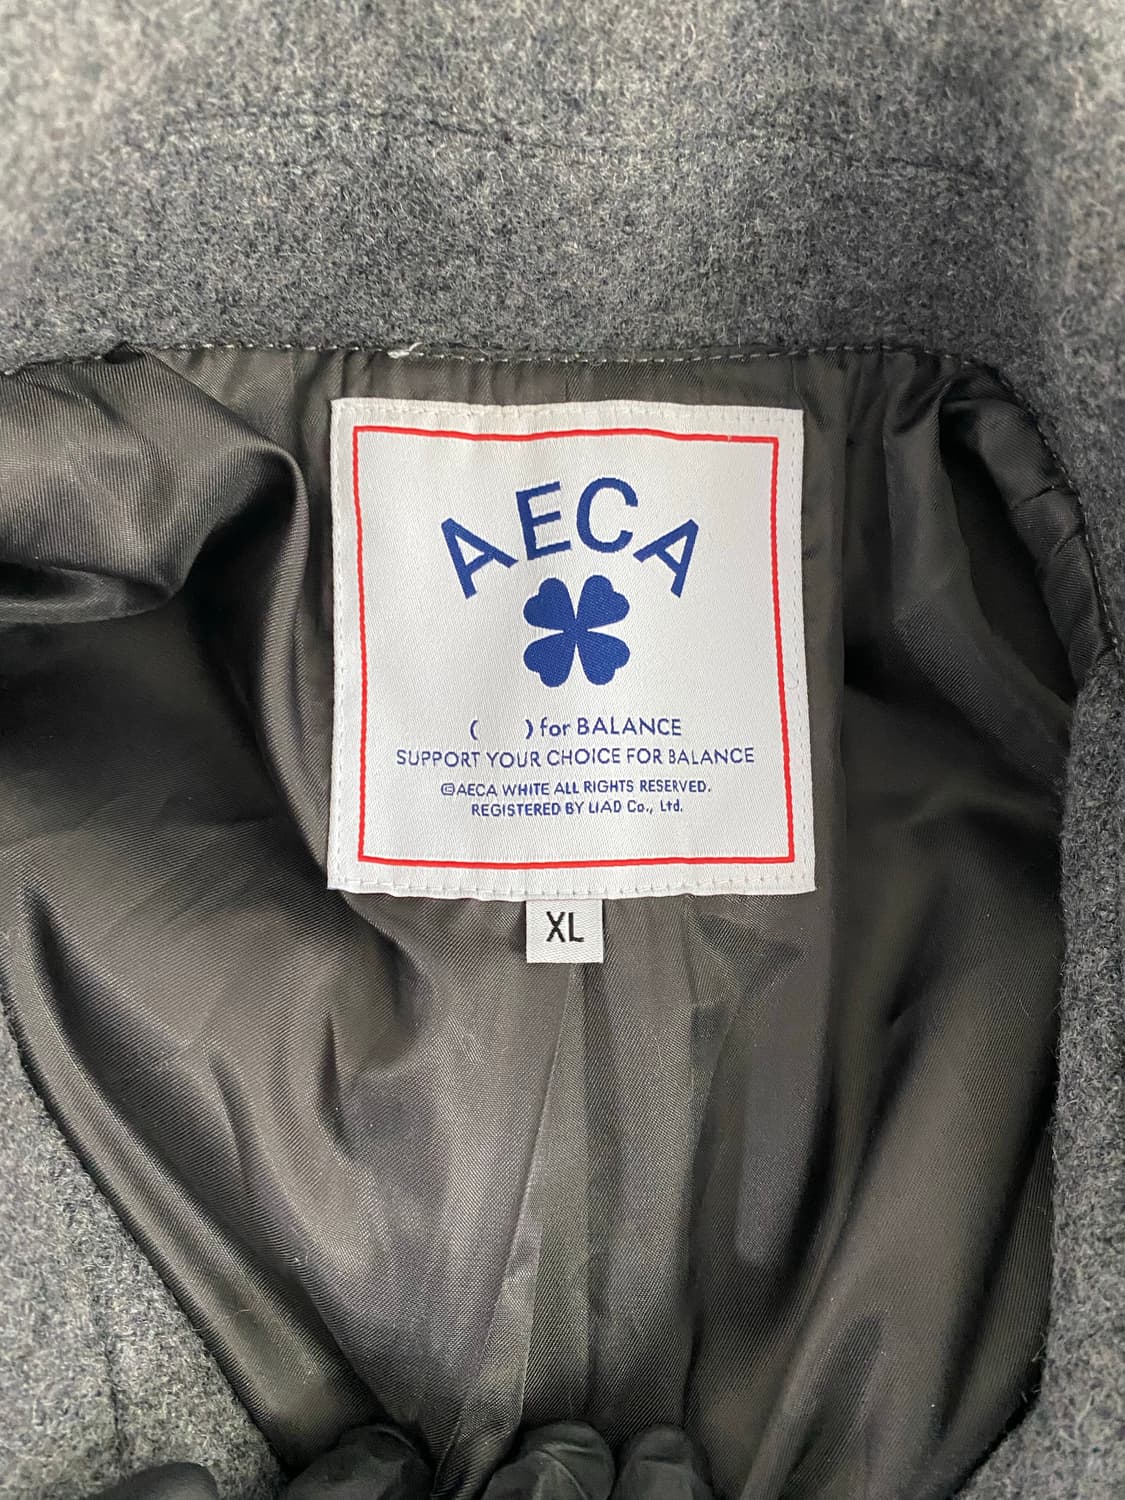 AECA
( ) for BALANCE
SUPPORT YOUR CHOICE FOR BALANCE
©AECA WHITE ALL RIGHTS RESERVED.
REGISTERED BY LIAD Co., Ltd.
XL